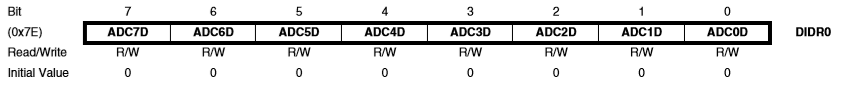 Bit 7 6 5 4 3 2 1 0
(0x7E) ADC7D ADC6D ADC5D ADC4D ADC3D ADC2D ADC1D ADC0D DIDR0
Read/Write R/W R/W R/W R/W R/W R/W R/W R/W
Initial Value 0 0 0 0 0 0 0 0